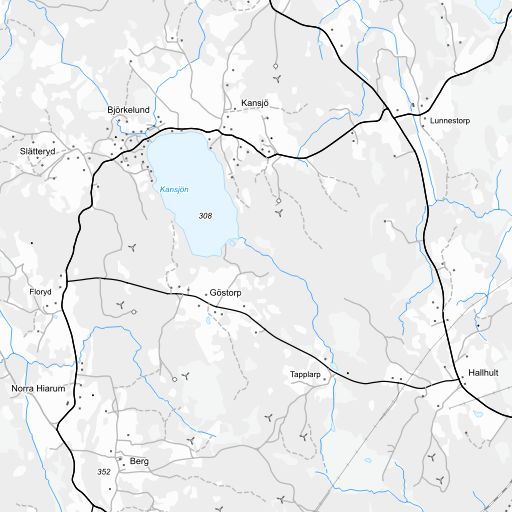 Björkelund
Kansjö
Lunnestorp
Slätteryd
Kansjön
308
Floryd
Göstorp
Tapplarp
Hallhult
Norra Hiarum
Berg
352